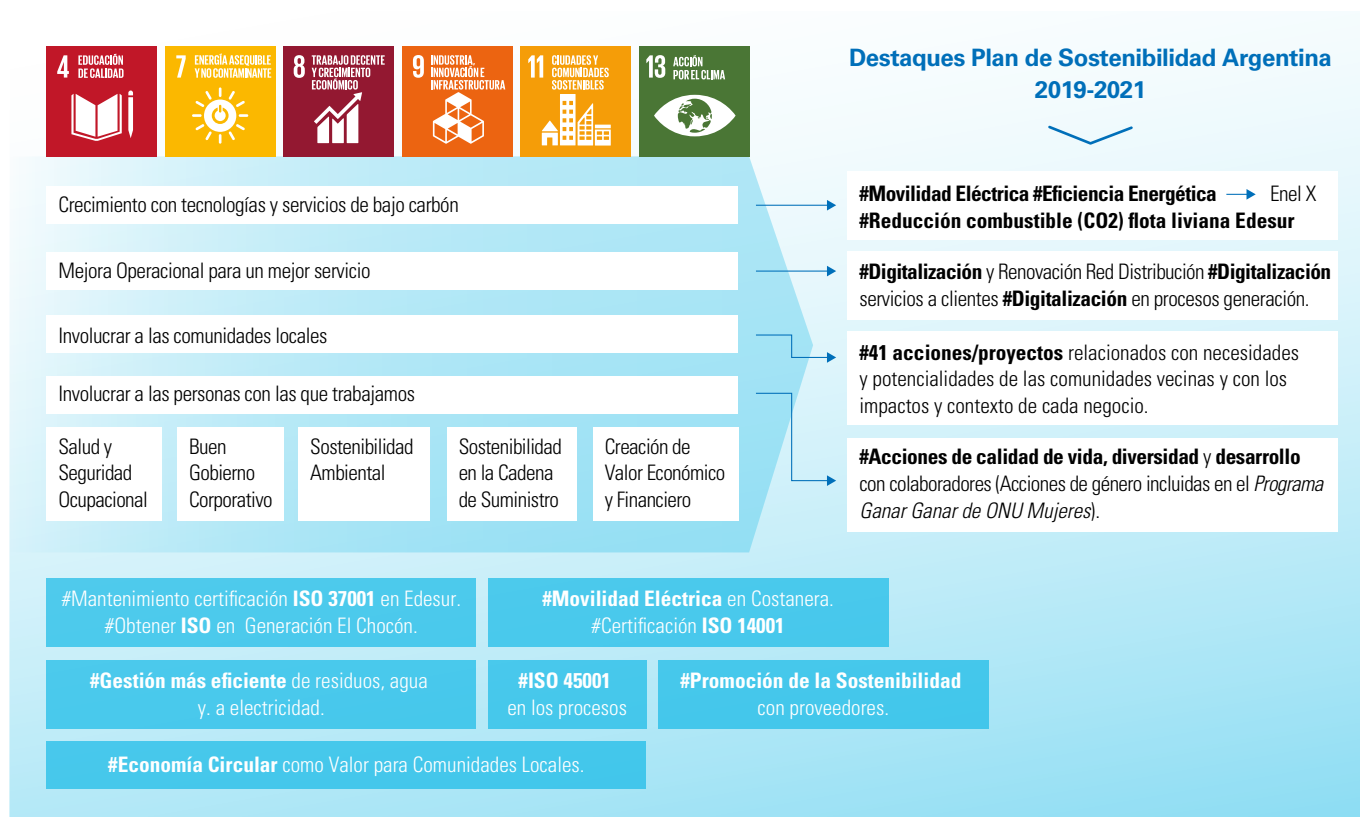 4 EDUCACIÓN
DE CALIDAD
7 ENERGÍA ASEQUIBLE
Y NO CONTAMINANTE
8 TRABAJO DECENTE
Y CRECIMIENTO
ECONÓMICO
9 INDUSTRIA,
INNOVACIÓN E
INFRAESTRUCTURA
11 CIUDADES Y
COMUNIDADES
SOSTENIBLES
13 ACCIÓN
POR EL CLIMA
Destaques Plan de Sostenibilidad Argentina
2019-2021
Crecimiento con tecnologías y servicios de bajo carbón
#Movilidad Eléctrica #Eficiencia Energética → Enel X
#Reducción combustible (CO2) flota liviana Edesur
Mejora Operacional para un mejor servicio
#Digitalización y Renovación Red Distribución #Digitalización
servicios a clientes #Digitalización en procesos generación.
Involucrar a las comunidades locales
#41 acciones/proyectos relacionados con necesidades
y potencialidades de las comunidades vecinas y con los
impactos y contexto de cada negocio.
Involucrar a las personas con las que trabajamos
#Acciones de calidad de vida, diversidad y desarrollo
con colaboradores (Acciones de género incluidas en el Programa
Ganar Ganar de ONU Mujeres).
Salud y
Seguridad
Ocupacional
Buen
Gobierno
Corporativo
Sostenibilidad
Ambiental
Sostenibilidad
en la Cadena
de Suministro
Creación de
Valor Económico
y Financiero
#Mantenimiento certificación ISO 37001 en Edesur.
#Obtener ISO en Generación El Chocón.
#Movilidad Eléctrica en Costanera.
#Certificación ISO 14001
#Gestión más eficiente de residuos, agua
y. a electricidad.
#ISO 45001
en los procesos
#Promoción de la Sostenibilidad
con proveedores.
#Economía Circular como Valor para Comunidades Locales.